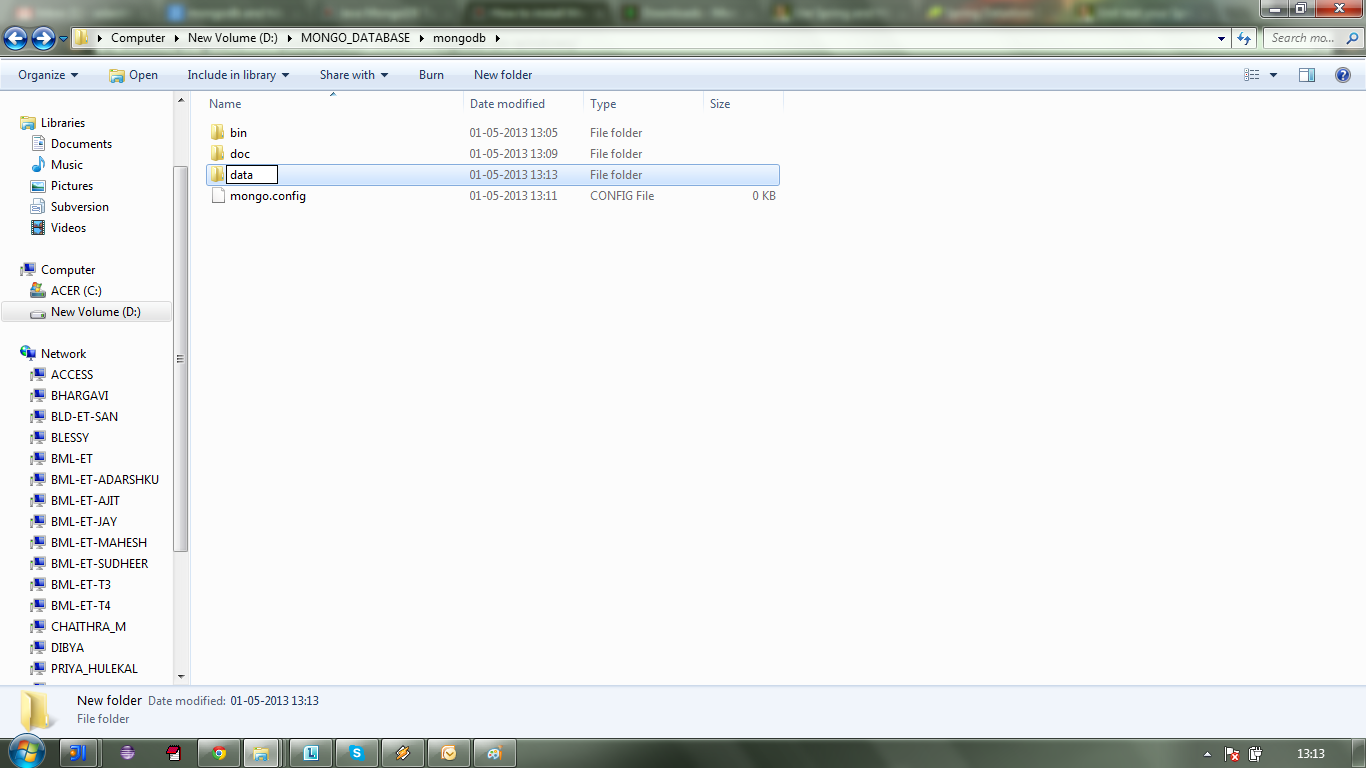 Computer New Volume (D:) MONGO_DATABASE mongodb Search mo...
Organize Open Include in library Share with Burn New folder
Name Date modified Type Size
bin 01-05-2013 13:05 File folder
doc 01-05-2013 13:09 File folder
data 01-05-2013 13:13 File folder
mongo.config 01-05-2013 13:11 CONFIG File 0 KB
Libraries
Documents
Music
Pictures
Subversion
Videos
Computer
ACER (C:)
New Volume (D:)
Network
ACCESS
BHARGAVI
BLD-ET-SAN
BLESSY
BML-ET
BML-ET-ADARSHKU
BML-ET-AJIT
BML-ET-JAY
BML-ET-MAHESH
BML-ET-SUDHEER
BML-ET-T3
BML-ET-T4
CHAITHRA_M
DIBYA
PRIYA_HULEKAL
New folder Date modified: 01-05-2013 13:13
File folder
13:13